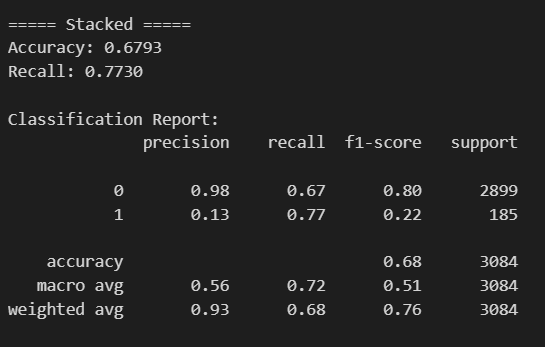 ===== Stacked =====
Accuracy: 0.6793
Recall: 0.7730
Classification Report:
precision recall f1-score support
0 0.98 0.67 0.80 2899
1 0.13 0.77 0.22 185
accuracy 0.68 3084
macro avg 0.56 0.72 0.51 3084
weighted avg 0.93 0.68 0.76 3084